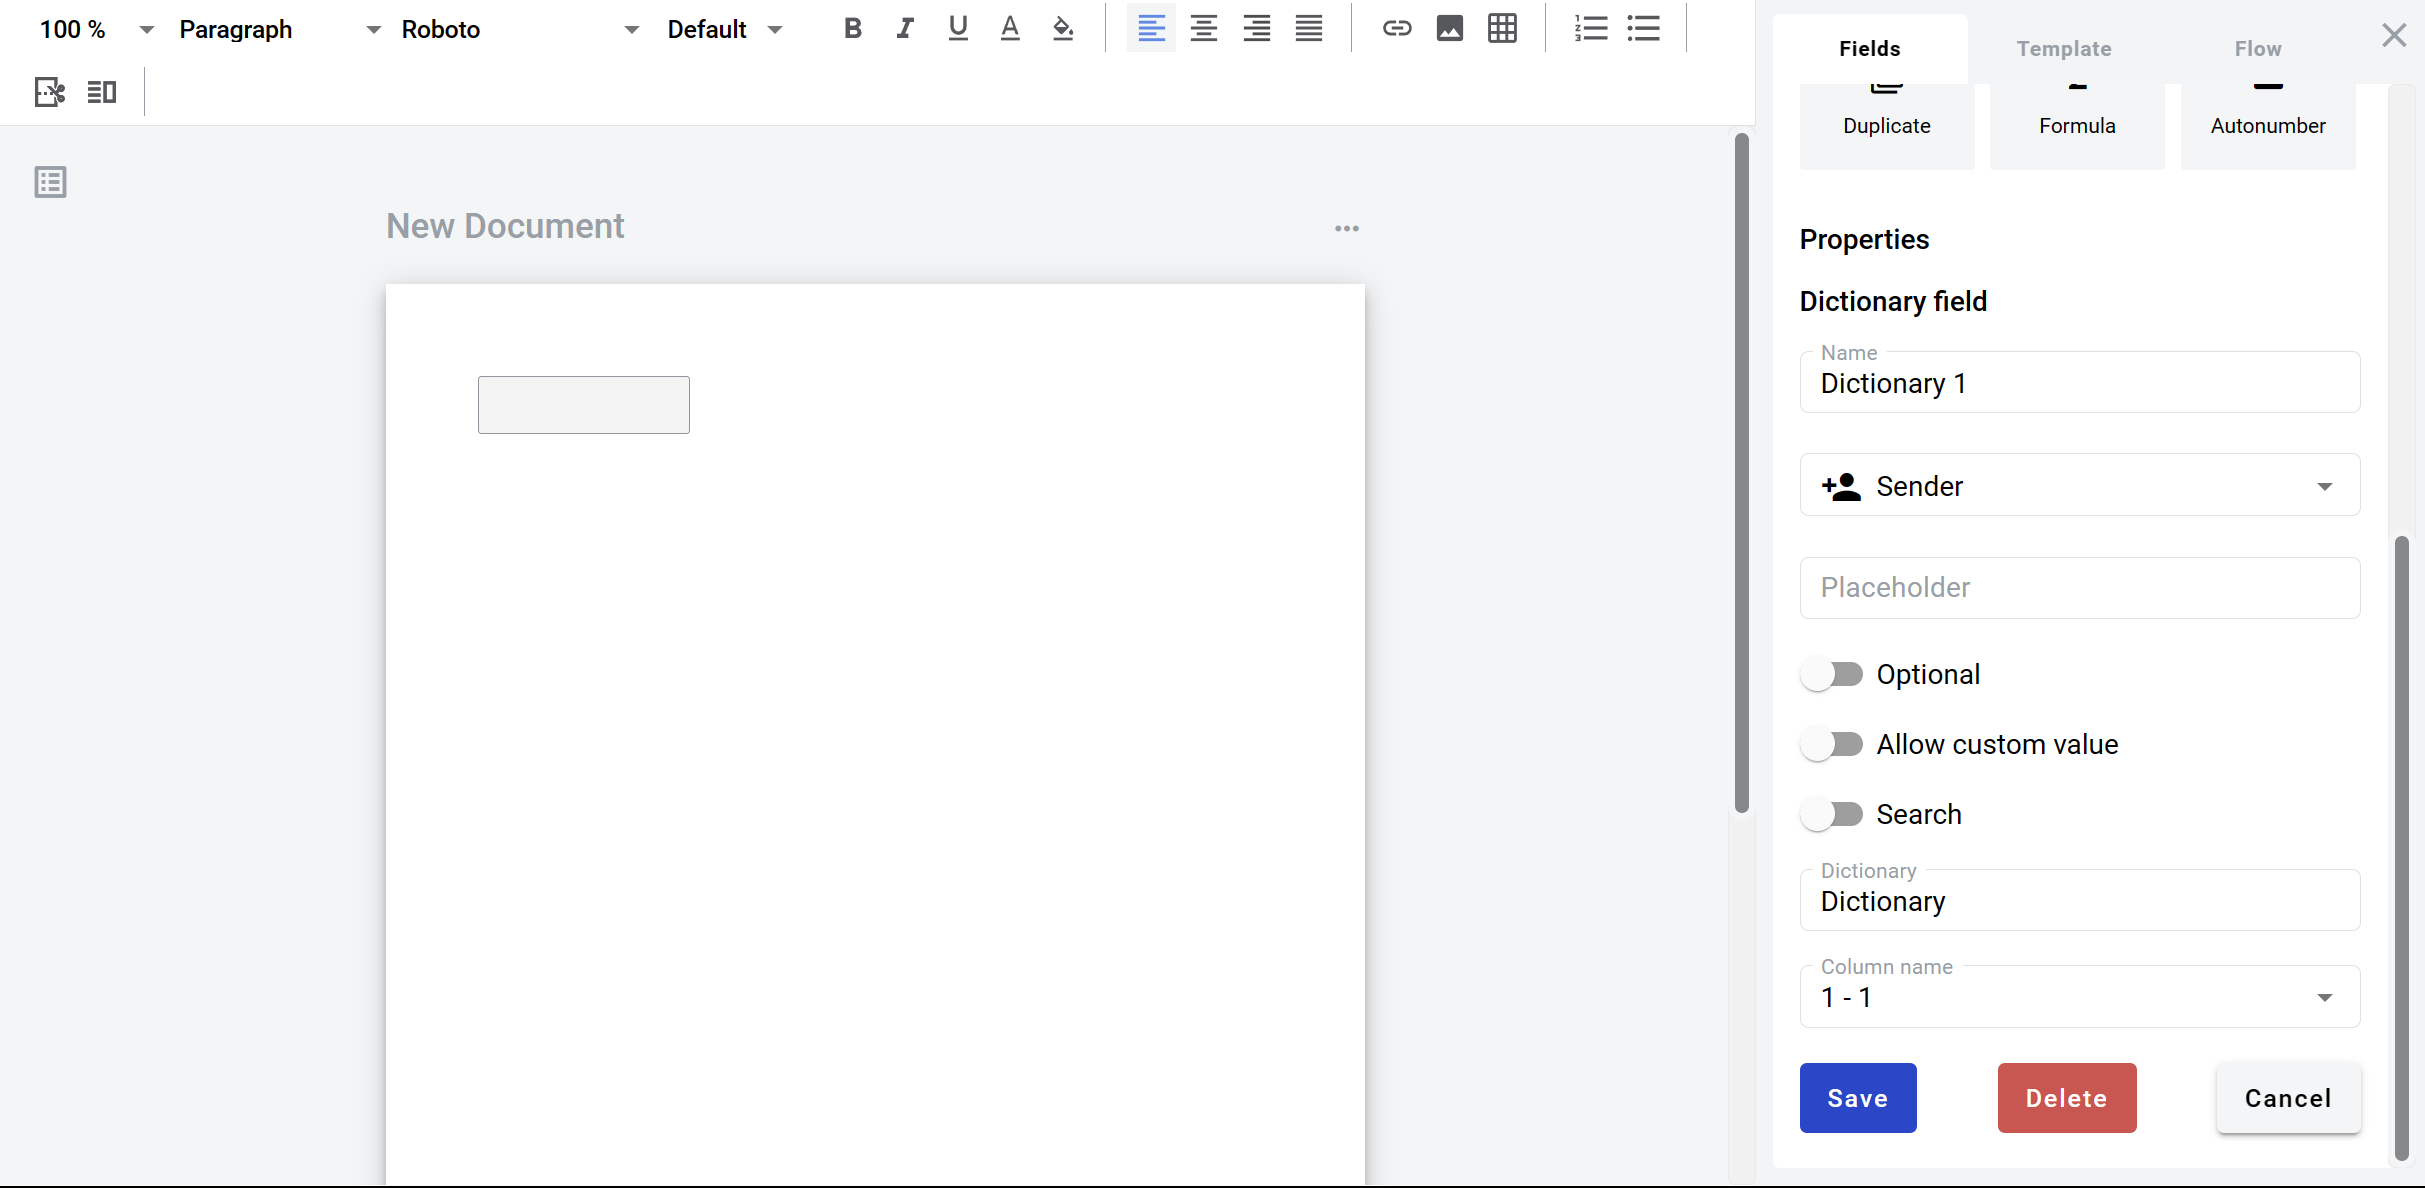 100 %
Paragraph
Roboto
Default
New Document
Fields
Template
Flow
Duplicate
Formula
Autonumber
Properties
Dictionary field
Name
Dictionary 1
Sender
Placeholder
Optional
Allow custom value
Search
Dictionary
Dictionary
Column name
1 - 1
Save
Delete
Cancel